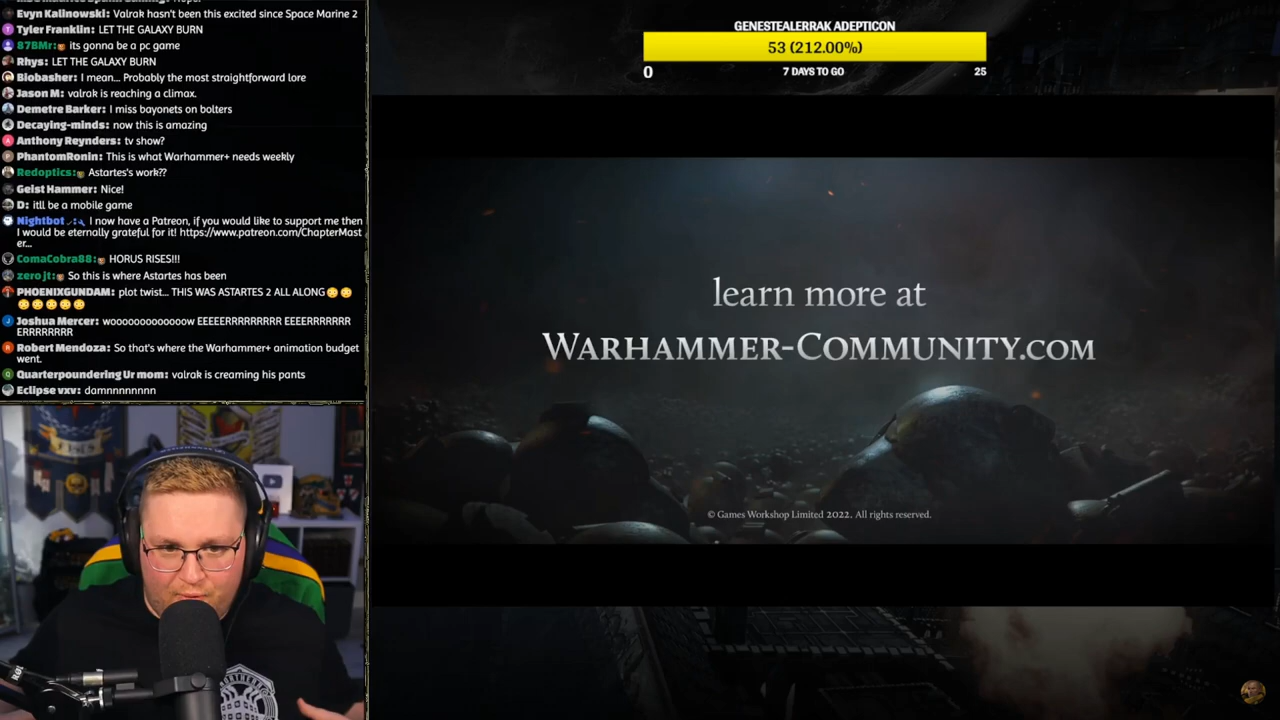 Evyn Kalinowski: Valrak hasn't been this excited since Space Marine 2
Tyler Franklin: LET THE GALAXY BURN
87BMr: its gonna be a pc game
Rhys: LET THE GALAXY BURN
Biobasher: I mean... Probably the most straightforward lore
Jason M: valrak is reaching a climax.
Demetre Barker: I miss bayonets on bolters
Decaying-minds: now this is amazing
Anthony Reynders: tv show?
PhantomRonin: This is what Warhammer+ needs weekly
Redoptics: Astartes's work??
Geist Hammer: Nice!
D: itll be a mobile game
Nightbot: I now have a Patreon, if you would like to support me then
I would be eternally grateful for it! https://www.patreon.com/ChapterMast
er...
ComaCobra88: HORUS RISES!!!
zero jt: So this is where Astartes has been
PHOENIXGUNDAM: plot twist... THIS WAS ASTARTES 2 ALL ALONG😳😳
😳😳😳😳😳
Joshua Mercer: wooooooooooooow EEEEERRRRRRRRR EEEERRRRRRR
ERRRRRRRR
Robert Mendoza: So that's where the Warhammer+ animation budget
went.
Quarterpoundering Ur mom: valrak is creaming his pants
Eclipse vxv: damnnnnnnnn
GENESTEALERRAK ADEPTICON
53 (212.00%)
0 7 DAYS TO GO 25
learn more at
WARHAMMER-COMMUNITY.COM
© Games Workshop Limited 2022. All rights reserved.